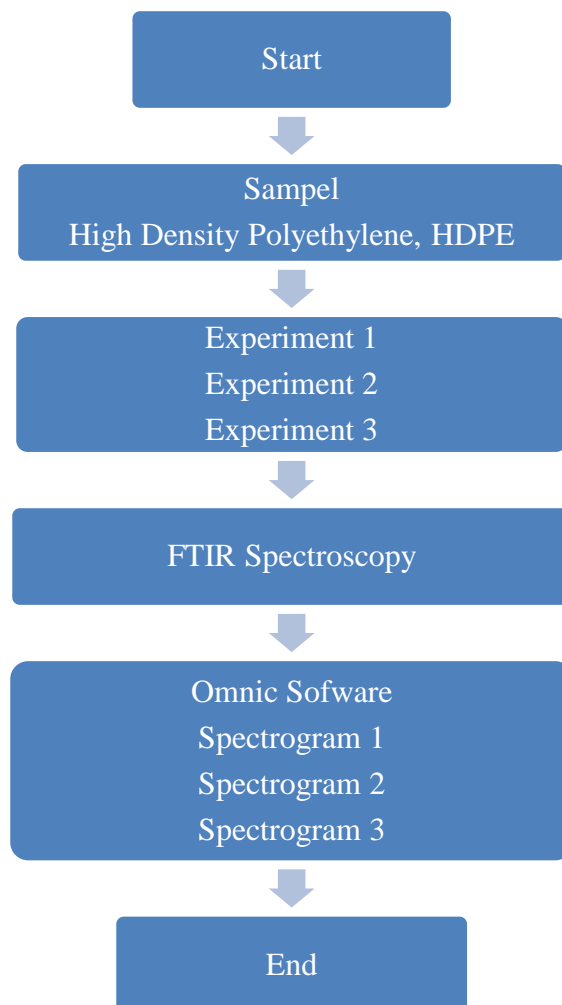 Start
Sampel
High Density Polyethylene, HDPE
Experiment 1
Experiment 2
Experiment 3
FTIR Spectroscopy
Omnic Sofware
Spectrogram 1
Spectrogram 2
Spectrogram 3
End